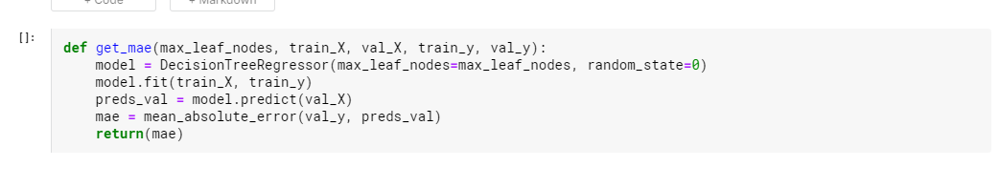 + Code + Markdown
[]:
def get_mae(max_leaf_nodes, train_X, val_X, train_y, val_y):
    model = DecisionTreeRegressor(max_leaf_nodes=max_leaf_nodes, random_state=0)
    model.fit(train_X, train_y)
    preds_val = model.predict(val_X)
    mae = mean_absolute_error(val_y, preds_val)
    return(mae)